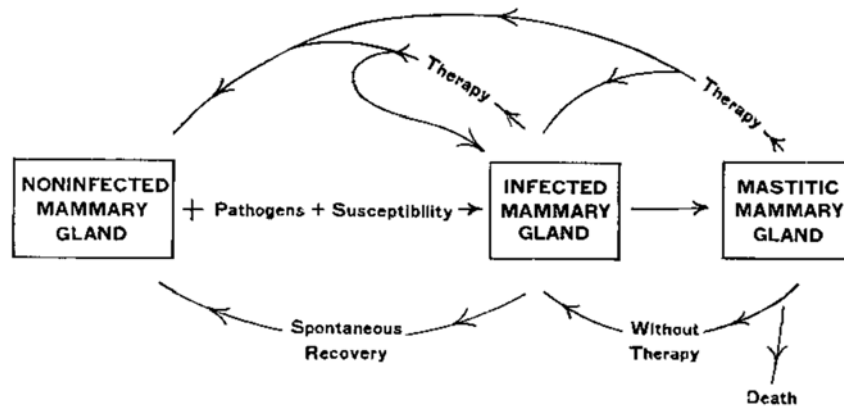 Therapy
Therapy
NONINFECTED
MAMMARY
GLAND
+ Pathogens + Susceptibility
INFECTED
MAMMARY
GLAND
MASTITIC
MAMMARY
GLAND
Spontaneous
Recovery
Without
Therapy
Death